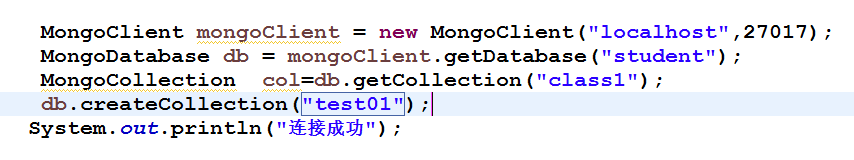 MongoClient mongoClient = new MongoClient("localhost",27017);
MongoDatabase db = mongoClient.getDatabase("student");
MongoCollection  col=db.getCollection("class1");
db.createCollection("test01");
System.out.println("连接成功");